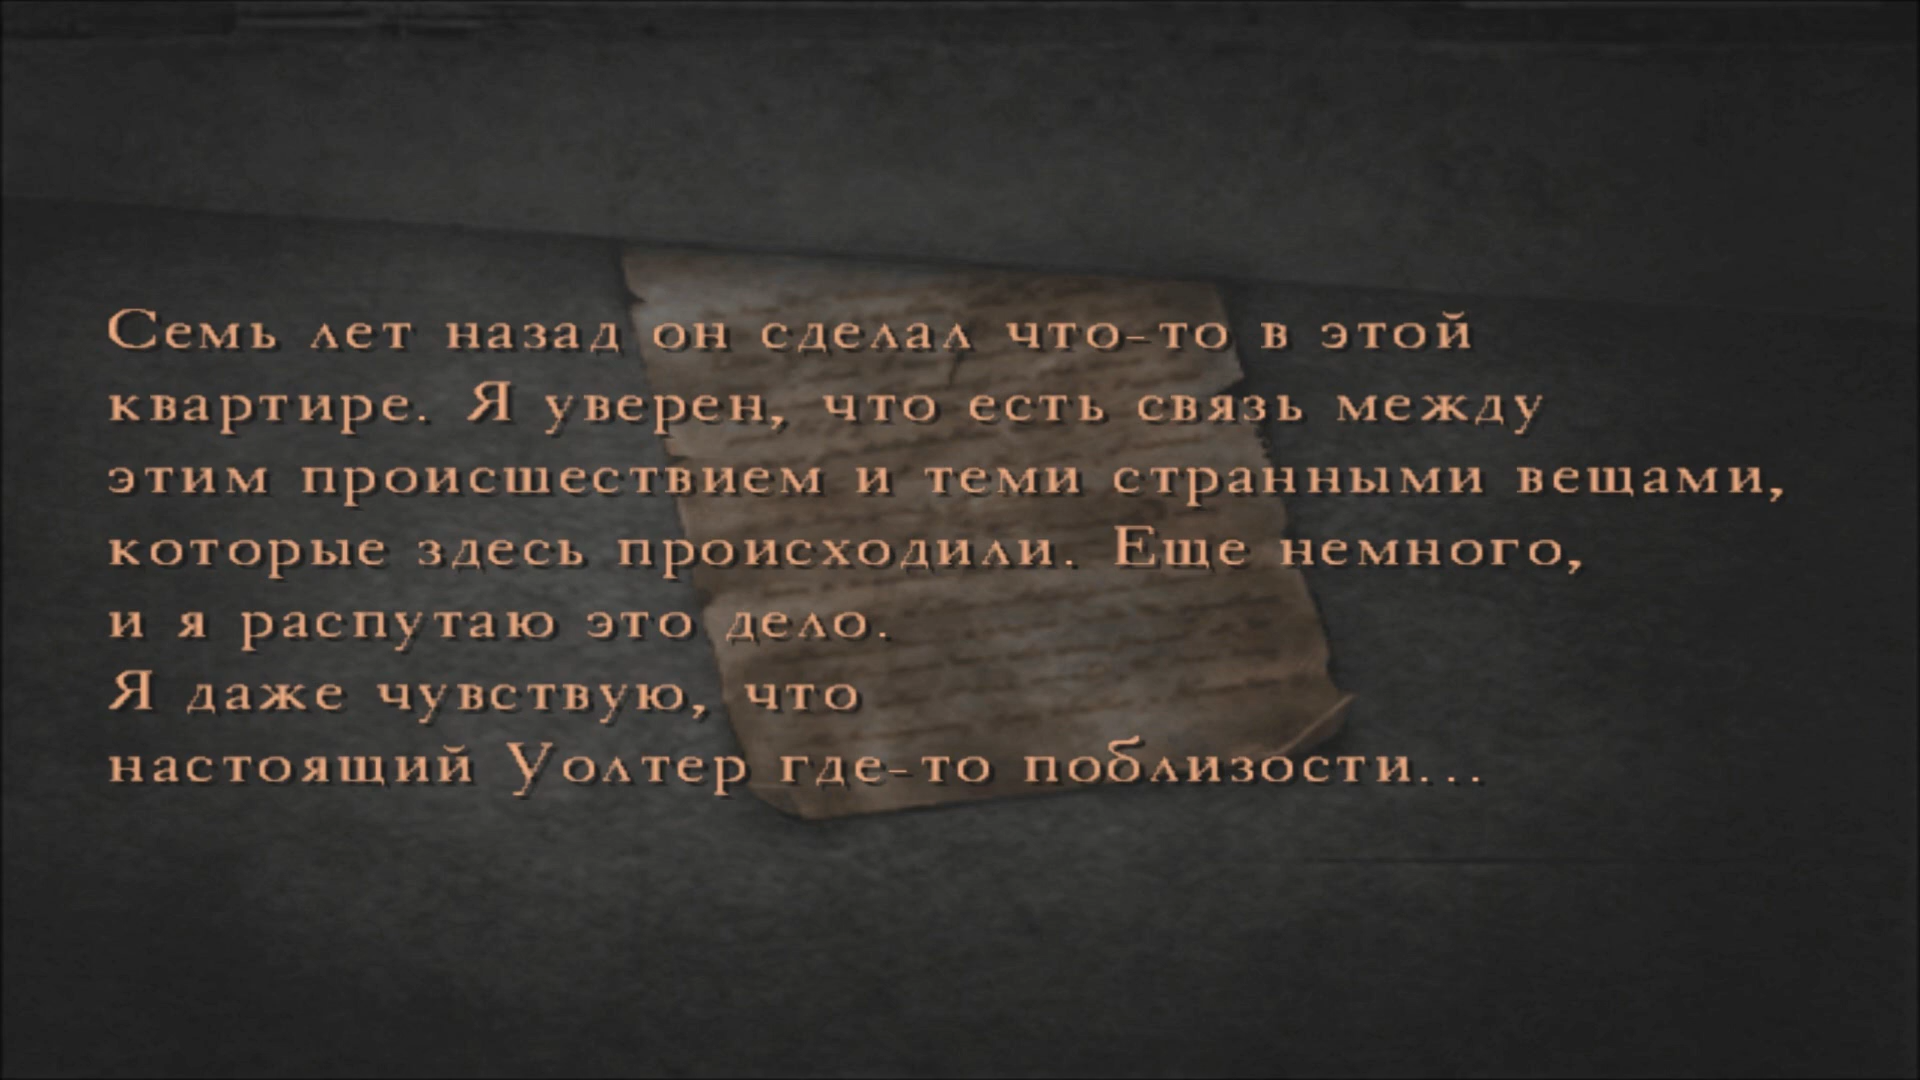 Семь лет назад он сделал что-то в этой
квартире. Я уверен, что есть связь между
этим происшествием и теми странными вещами,
которые здесь происходили. Еще немного,
и я распутаю это дело.
Я даже чувствую, что
настоящий Уолтер где-то поблизости...